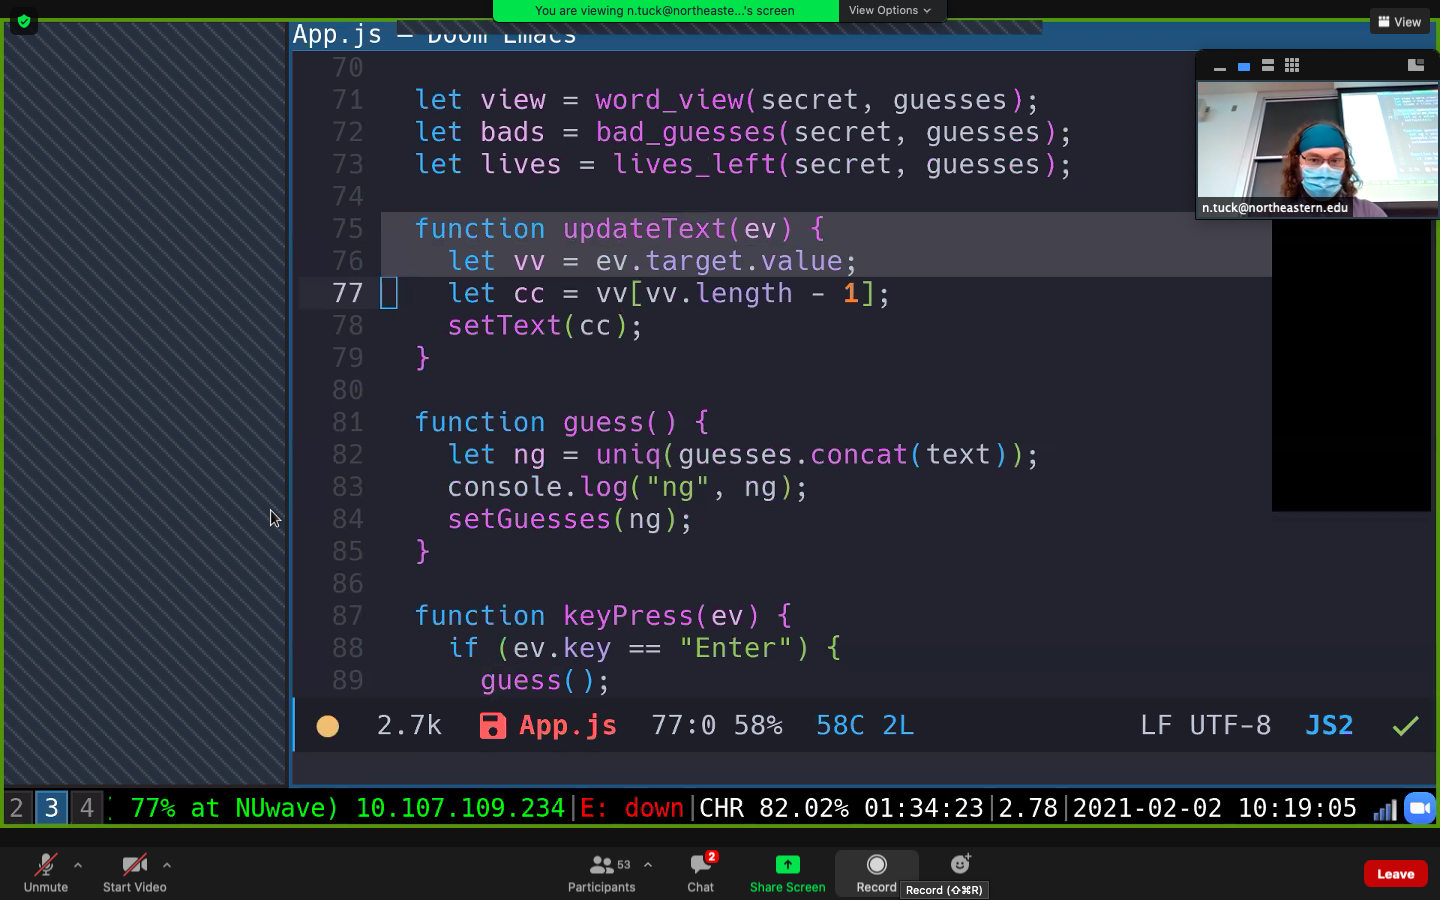 You are viewing n.tuck@northeaste...'s screen
View Options
View
App.js – Doom Emacs
70
71 let view = word_view(secret, guesses);
72 let bads = bad_guesses(secret, guesses);
73 let lives = lives_left(secret, guesses);
74
75 function updateText(ev) {
76 let vv = ev.target.value;
77 let cc = vv[vv.length - 1];
78 setText(cc);
79 }
80
81 function guess() {
82 let ng = uniq(guesses.concat(text));
83 console.log("ng", ng);
84 setGuesses(ng);
85 }
86
87 function keyPress(ev) {
88 if (ev.key == "Enter") {
89 guess();
n.tuck@northeastern.edu
2.7k App.js 77:0 58% 58C 2L LF UTF-8 JS2
2 3 4 77% at NUwave) 10.107.109.234|E: down|CHR 82.02% 01:34:23|2.78|2021-02-02 10:19:05
Unmute
Start Video
53
Participants
2
Chat
Share Screen
Record
Record (⇧⌘R)
Leave